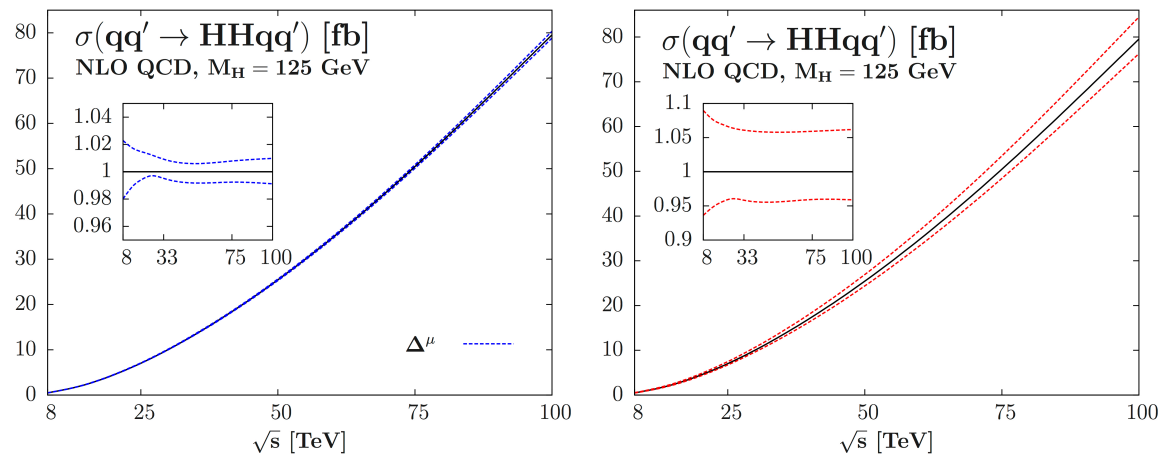 σ(qq′ → HHqq′) [fb]
NLO QCD, M_H = 125 GeV
80
70
60
50
40
30
20
10
0
1.04
1.02
1
0.98
0.96
8 33 75 100
Δ^μ
8 25 50 75 100
√s [TeV]
σ(qq′ → HHqq′) [fb]
NLO QCD, M_H = 125 GeV
80
70
60
50
40
30
20
10
0
1.1
1.05
1
0.95
0.9
8 33 75 100
8 25 50 75 100
√s [TeV]